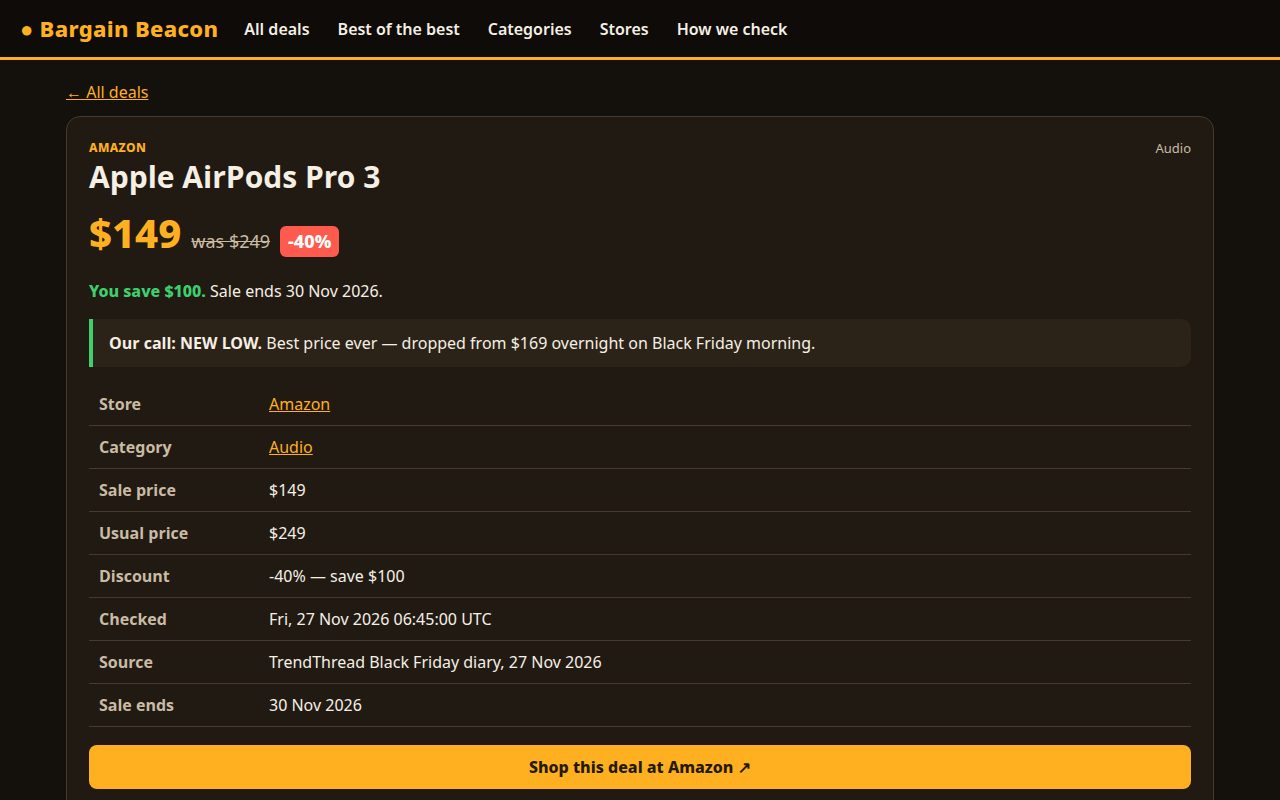 ● Bargain Beacon All deals Best of the best Categories Stores How we check
← All deals
AMAZON Audio
Apple AirPods Pro 3
$149 was $249 -40%
You save $100. Sale ends 30 Nov 2026.
Our call: NEW LOW. Best price ever — dropped from $169 overnight on Black Friday morning.
Store Amazon
Category Audio
Sale price $149
Usual price $249
Discount -40% — save $100
Checked Fri, 27 Nov 2026 06:45:00 UTC
Source TrendThread Black Friday diary, 27 Nov 2026
Sale ends 30 Nov 2026
Shop this deal at Amazon ↗